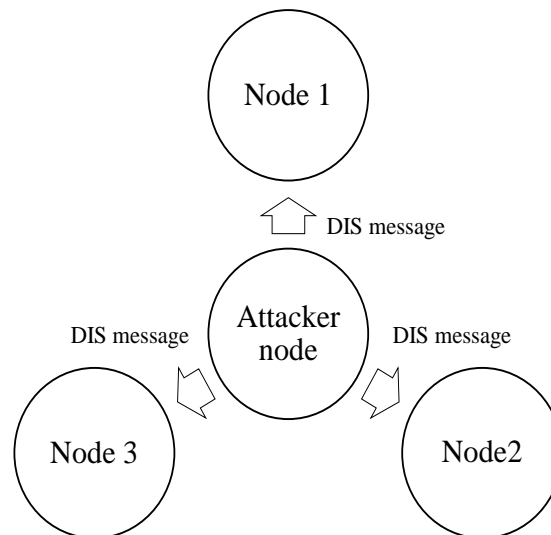 Node 1
DIS message
Attacker
node
DIS message
DIS message
Node 3
Node2